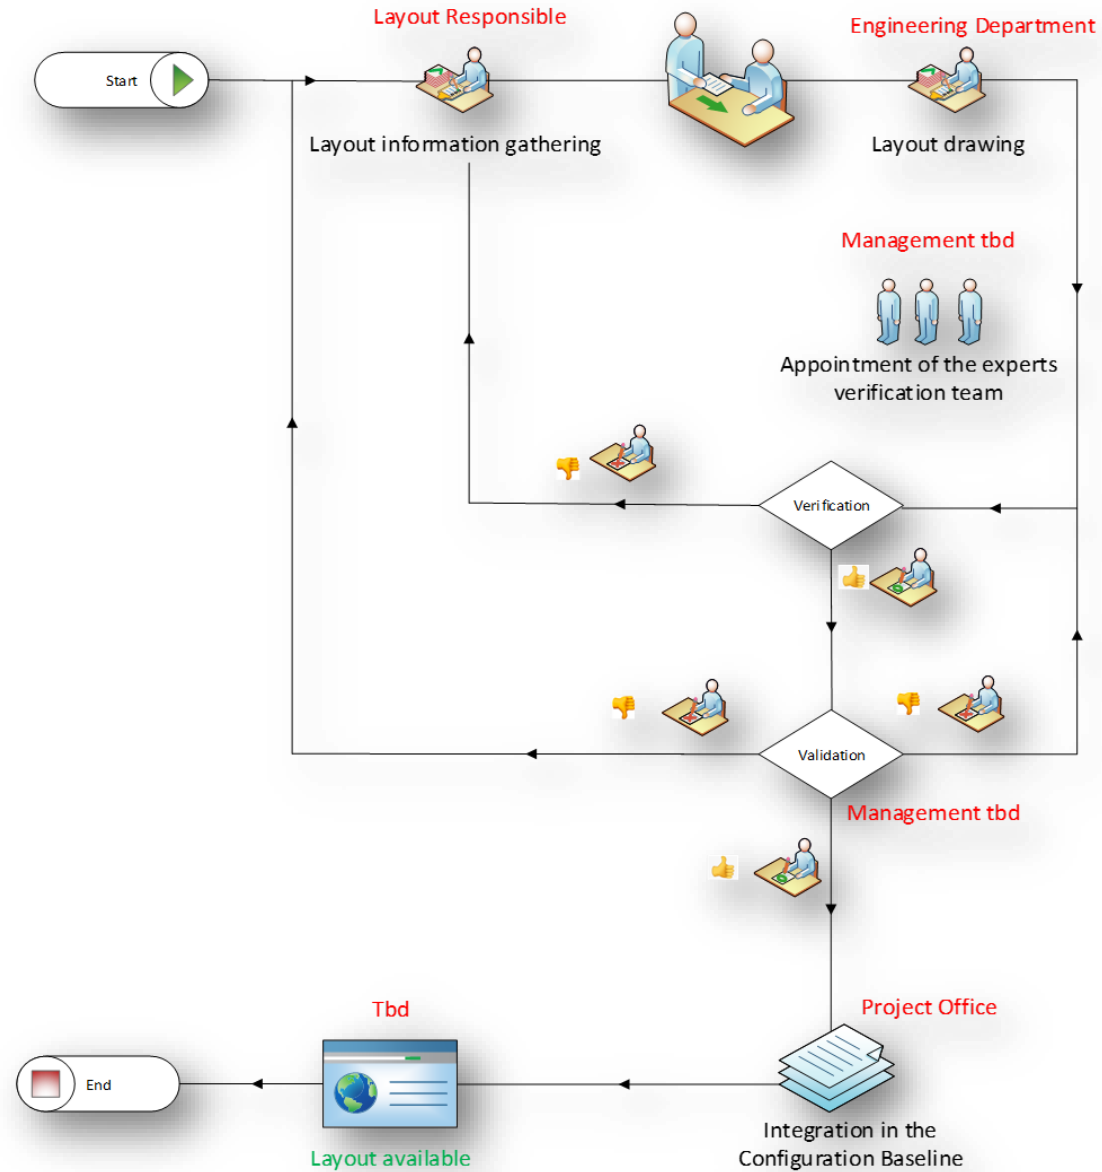 Layout Responsible
Engineering Department
Start
Layout information gathering
Layout drawing
Management tbd
Appointment of the experts
verification team
Verification
Validation
Management tbd
Tbd
Project Office
End
Integration in the
Configuration Baseline
Layout available